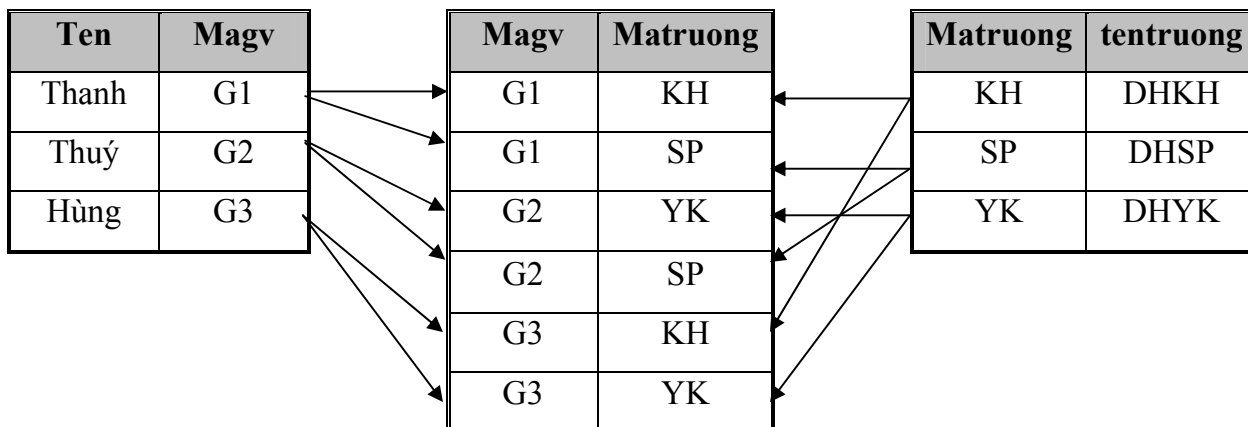 Ten Magv
Thanh G1
Thuý G2
Hùng G3
Magv Matruong
G1 KH
G1 SP
G2 YK
G2 SP
G3 KH
G3 YK
Matruong tentruong
KH DHKH
SP DHSP
YK DHYK